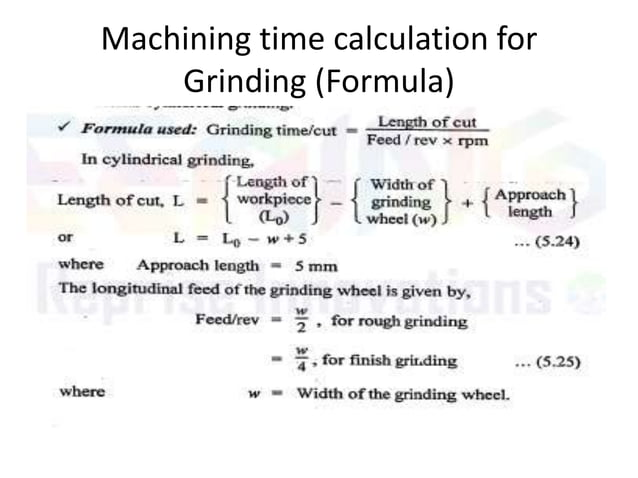 Machining time calculation for
Grinding (Formula)
✓ Formula used: Grinding time/cut = Length of cut / Feed / rev × rpm
In cylindrical grinding,
Length of cut, L = { Length of workpiece (L₀) } − { Width of grinding wheel (w) } + { Approach length }
or L = L₀ − w + 5 ... (5.24)
where Approach length = 5 mm
The longitudinal feed of the grinding wheel is given by,
Feed/rev = w/2 , for rough grinding
= w/4 , for finish grinding ... (5.25)
where w = Width of the grinding wheel.